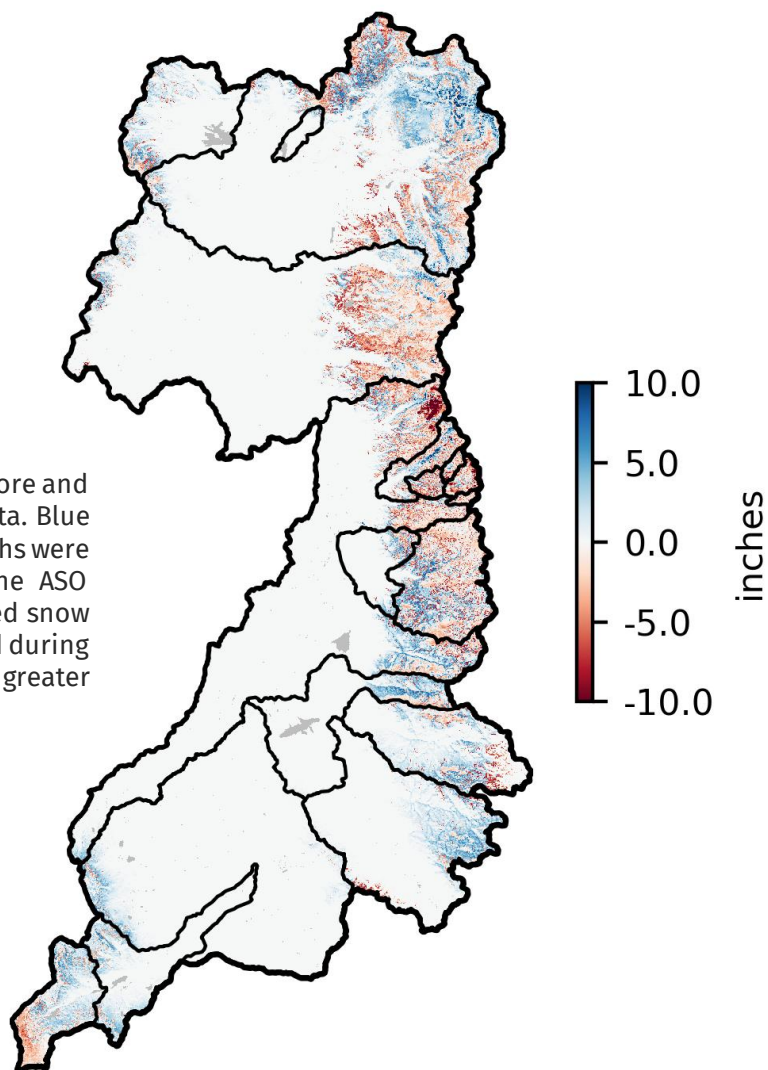 ore and
ta. Blue
hs were
ne ASO
ed snow
during
greater
10.0
5.0
0.0
-5.0
-10.0
inches